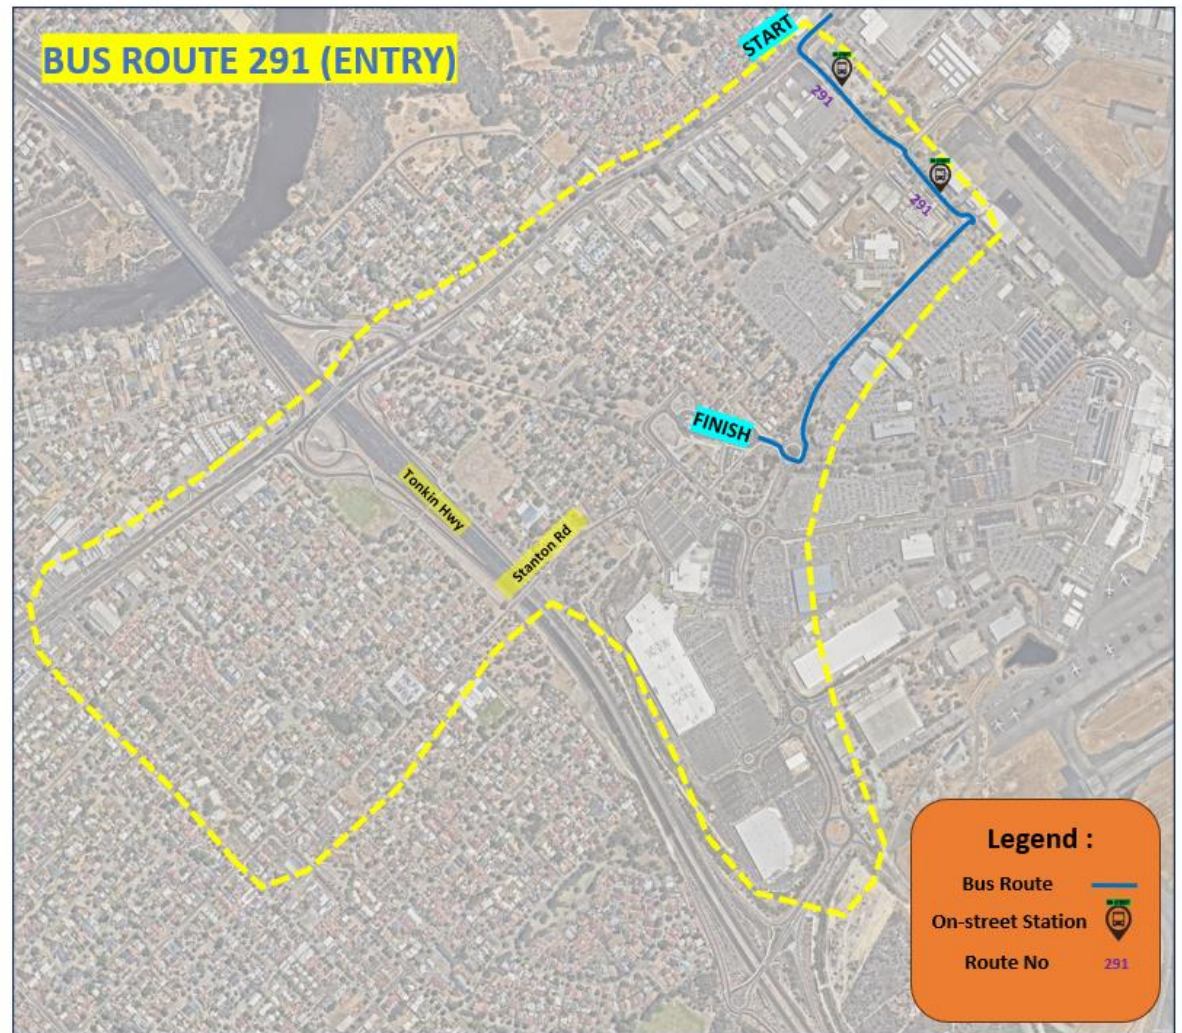 BUS ROUTE 291 (ENTRY)
START
291
291
FINISH
Tonkin Hwy
Stanton Rd
Legend :
Bus Route
On-street Station
Route No
291